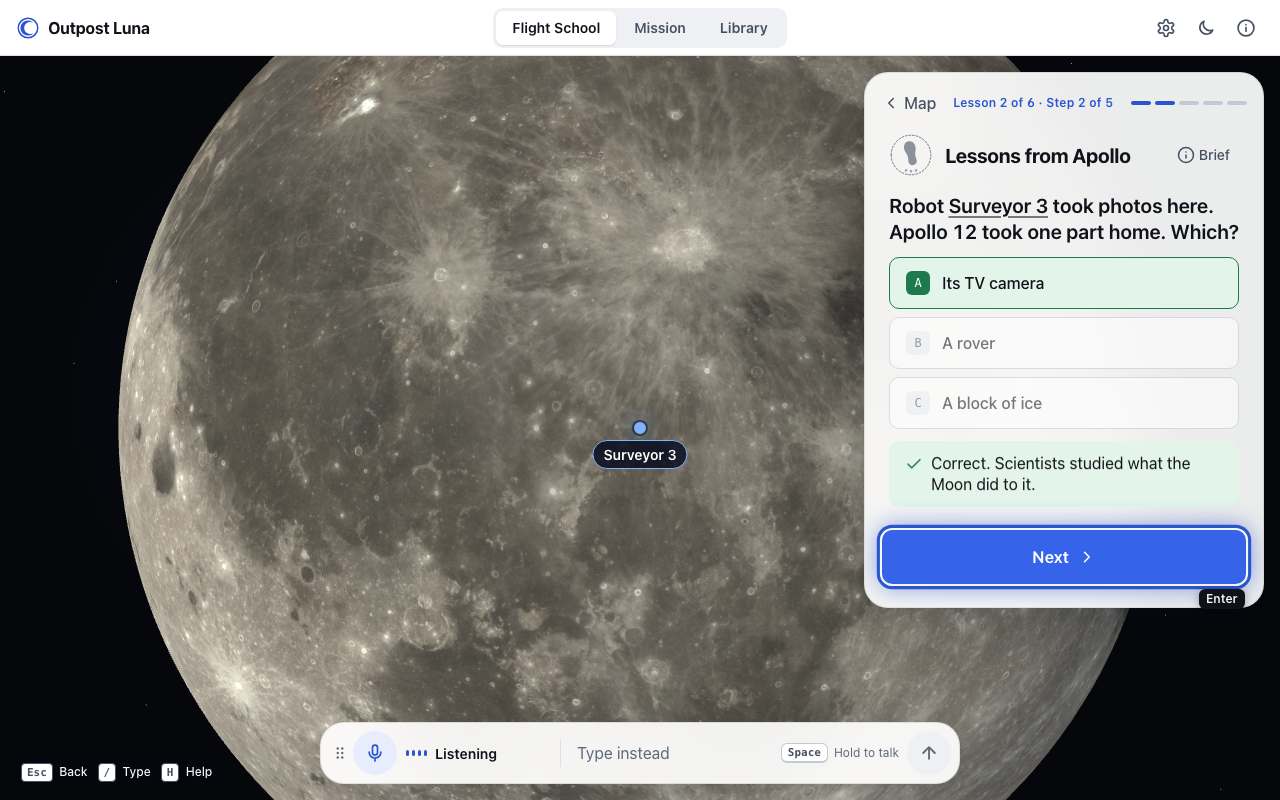 Outpost Luna
Flight School
Mission
Library
Map
Lesson 2 of 6 · Step 2 of 5
Lessons from Apollo
Brief
Robot Surveyor 3 took photos here.
Apollo 12 took one part home. Which?
A Its TV camera
B A rover
C A block of ice
Correct. Scientists studied what the
Moon did to it.
Next
Enter
Surveyor 3
Listening
Type instead
Space Hold to talk
Esc Back / Type H Help